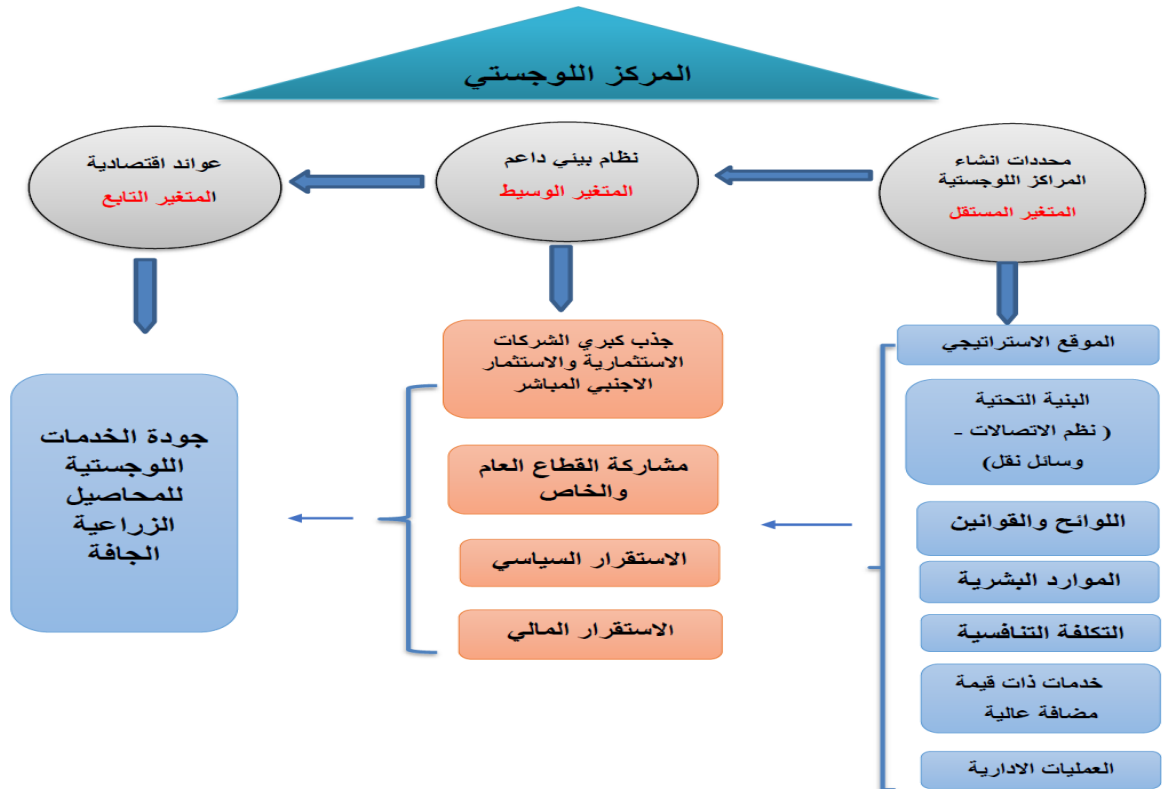 المركز اللوجستي
محددات انشاء
المراكز اللوجستية
المتغير المستقل
نظام بيئي داعم
المتغير الوسيط
عوائد اقتصادية
المتغير التابع
الموقع الاستراتيجي
البنية التحتية
( نظم الاتصالات -
وسائل نقل)
اللوائح والقوانين
الموارد البشرية
التكلفة التنافسية
خدمات ذات قيمة
مضافة عالية
العمليات الادارية
جذب كبري الشركات
الاستثمارية والاستثمار
الاجنبي المباشر
مشاركة القطاع العام
والخاص
الاستقرار السياسي
الاستقرار المالي
جودة الخدمات
اللوجستية
للمحاصيل
الزراعية
الجافة